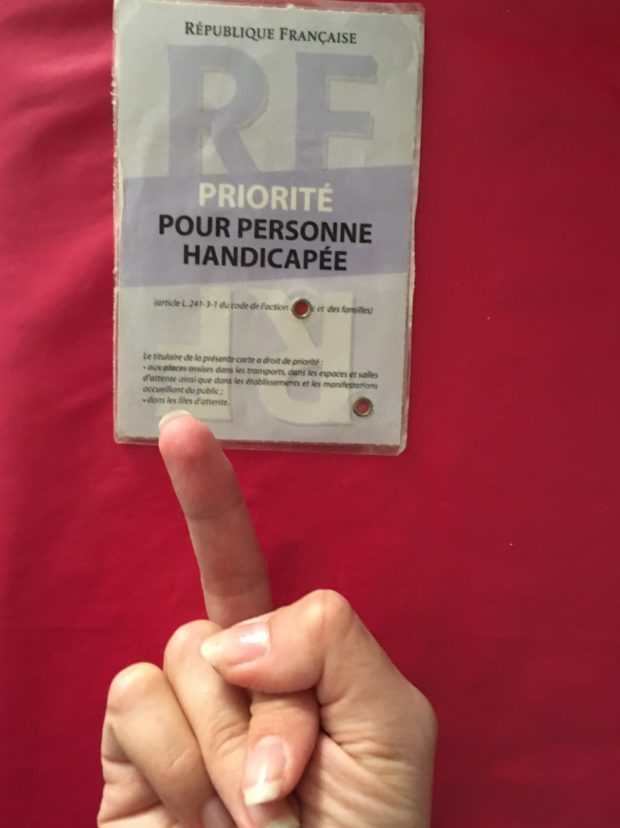 RÉPUBLIQUE FRANÇAISE
RF
PRIORITÉ
POUR PERSONNE
HANDICAPÉE
(article L. 241-3-1 du code de l'action et des familles)
RF
Le titulaire de la présente carte a droit de priorité :
• aux places assises dans les transports, dans les espaces et salles
d'attente ainsi que dans les établissements et les manifestations
accueillant du public ;
• dans les files d'attente.